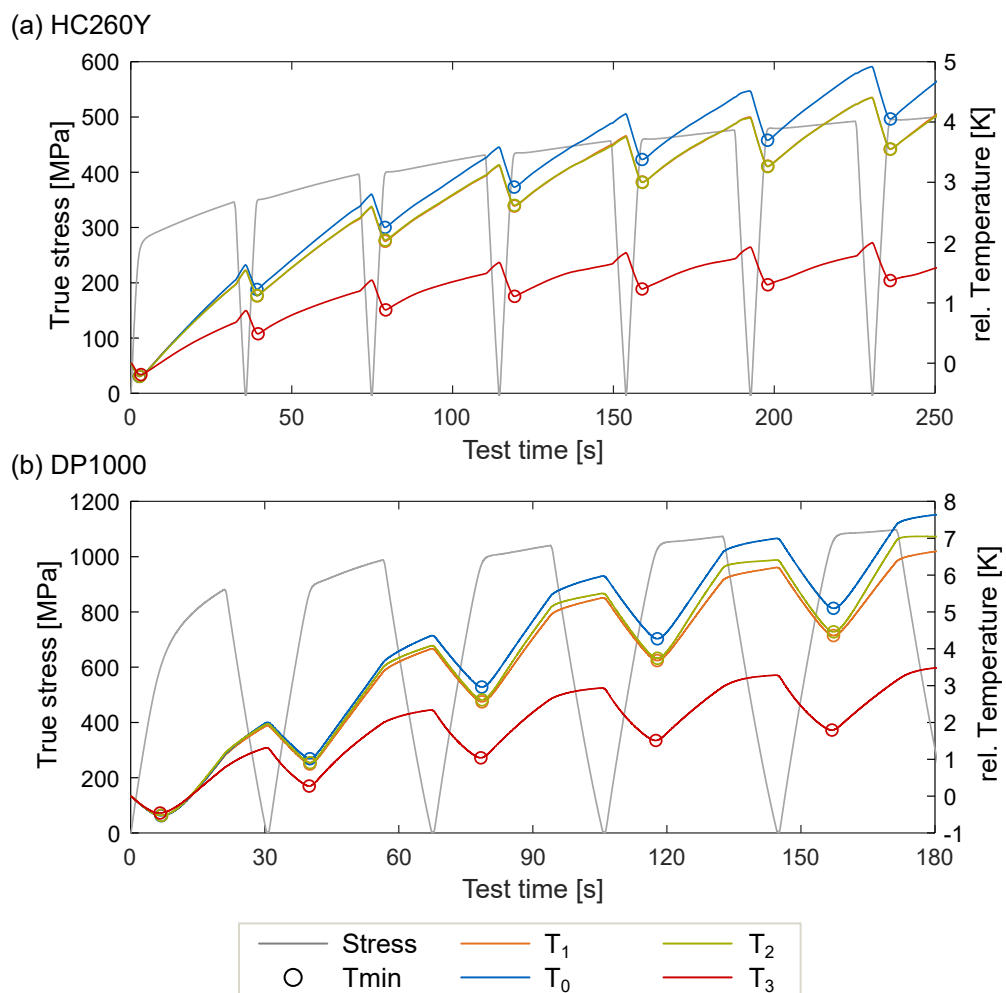 (a) HC260Y
600
500
400
300
200
100
0
True stress [MPa]
5
4
3
2
1
0
rel. Temperature [K]
0 50 100 150 200 250
Test time [s]
(b) DP1000
1200
1000
800
600
400
200
0
True stress [MPa]
8
7
6
5
4
3
2
1
0
-1
rel. Temperature [K]
0 30 60 90 120 150 180
Test time [s]
Stress T₁ T₂
Tmin T₀ T₃